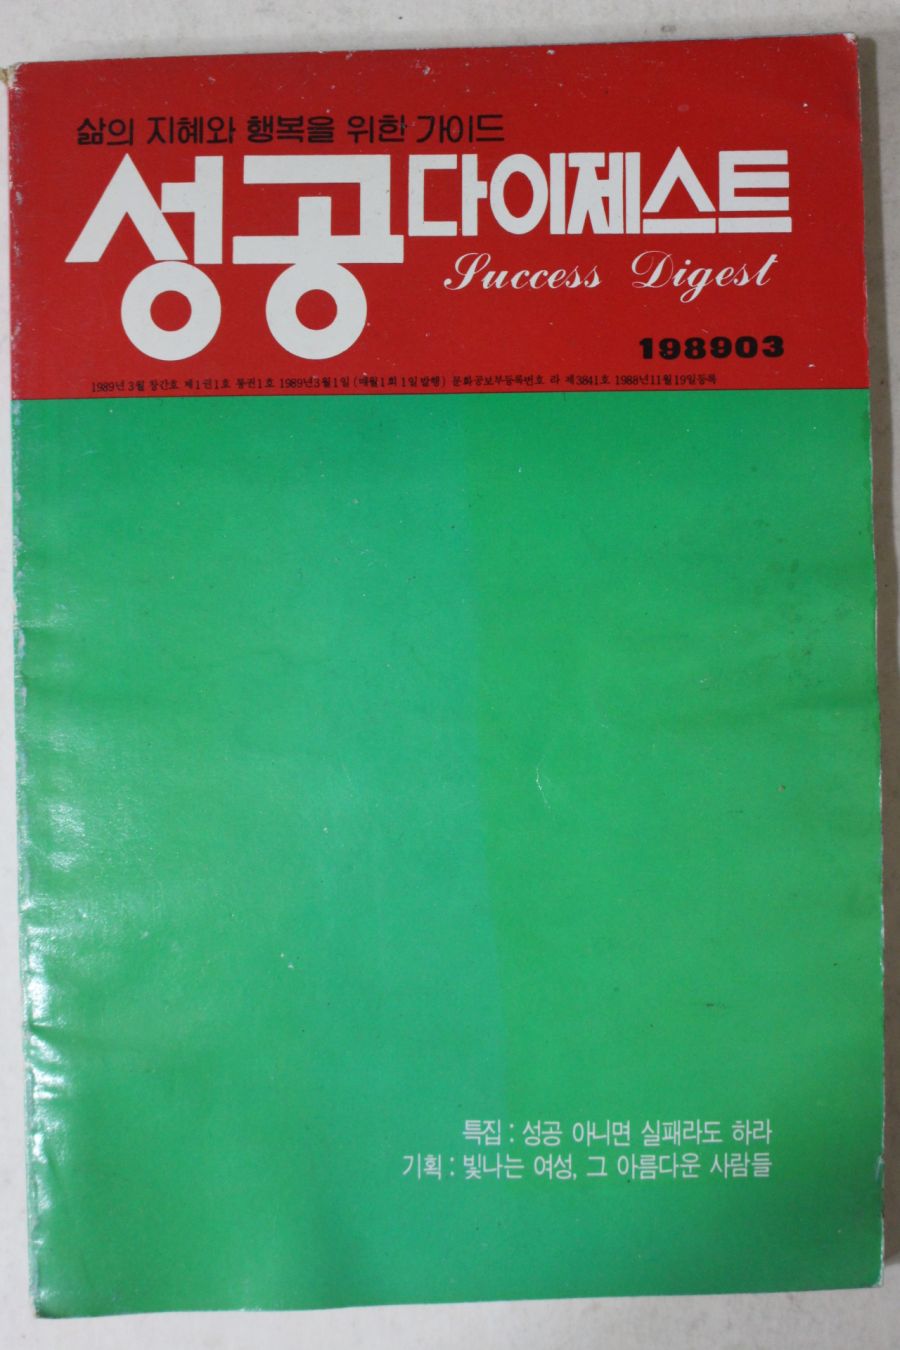 삶의 지혜와 행복을 위한 가이드
성공다이제스트
Success Digest
198903
1989년 3월 창간호 제1권1호 통권1호 1989년3월1일 (매월1회1일발행) 문화공보부등록번호 라 제3841호 1988년11월19일등록
특집 : 성공 아니면 실패라도 하라
기획 : 빛나는 여성, 그 아름다운 사람들